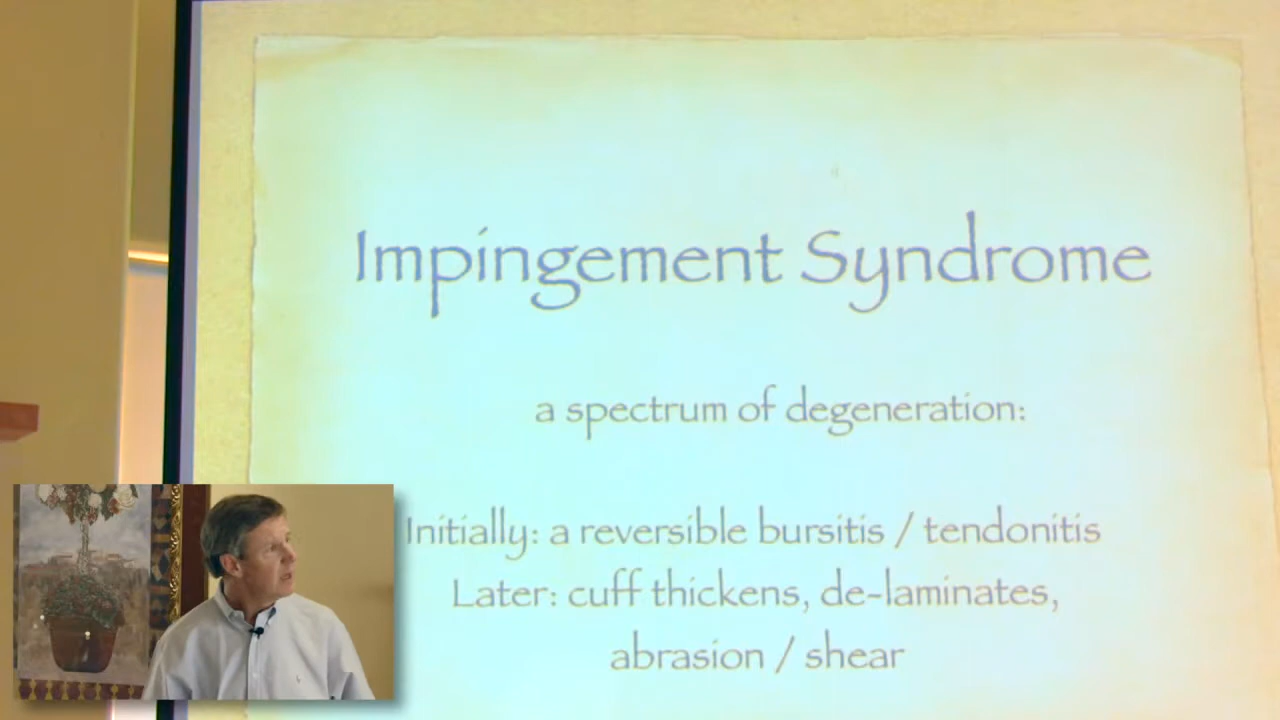 Impingement Syndrome
a spectrum of degeneration:
Initially: a reversible bursitis / tendonitis
Later: cuff thickens, de-laminates,
abrasion / shear